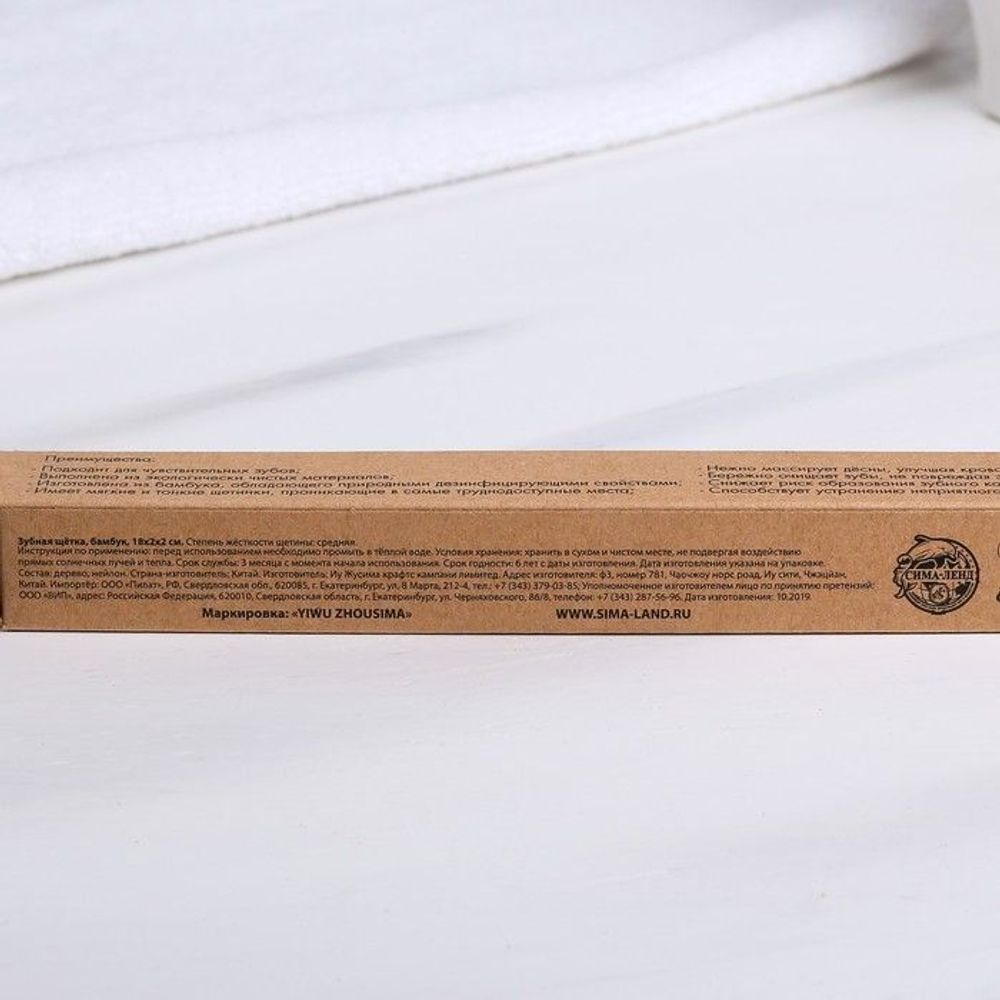 Преимущества:
- Подходит для чувствительных зубов;
- Выполнено из экологически чистых материалов;
- Изготовлена из бамбука, обладающего природными дезинфицирующими свойствами;
- Имеет мягкие и тонкие щетинки, проникающие в самые труднодоступные места;
- Нежно массирует дёсны, улучшая
- Бережно очищает зубы, не повреждая
- Снижает риск образования зубного
- Способствует устранению неприятного
Зубная щётка, бамбук, 18х2х2 см. Степень жёсткости щетины: средняя.
Инструкция по применению: перед использованием необходимо промыть в тёплой воде. Условия хранения: хранить в сухом и чистом месте, не подвергая воздействию
прямых солнечных лучей и тепла. Срок службы: 3 месяца с момента начала использования. Срок годности: 6 лет с даты изготовления. Дата изготовления указана на упаковке.
Состав: дерево, нейлон. Страна-изготовитель: Китай. Изготовитель: Иу Жусима крафтс кампани ливитед. Адрес изготовителя: ф3, номер 781, Чаочжоу норс роад, Иу сити, Чжэцзян,
Китай. Импортёр: ООО «Пилат», РФ, Свердловская обл., 620085, г. Екатеринбург, ул. 8 Марта, 212-4, тел.: +7 (343) 379-03-85; Уполномоченное изготовителем лицо по принятию претензий:
ООО «ВИП», адрес: Российская Федерация, 620010, Свердловская область, г. Екатеринбург, ул. Черняховского, 86/8, телефон: +7 (343) 287-56-96. Дата изготовления: 10.2019.
Маркировка: «YIWU ZHOUSIMA» WWW.SIMA-LAND.RU
СИМА-ЛЕНД